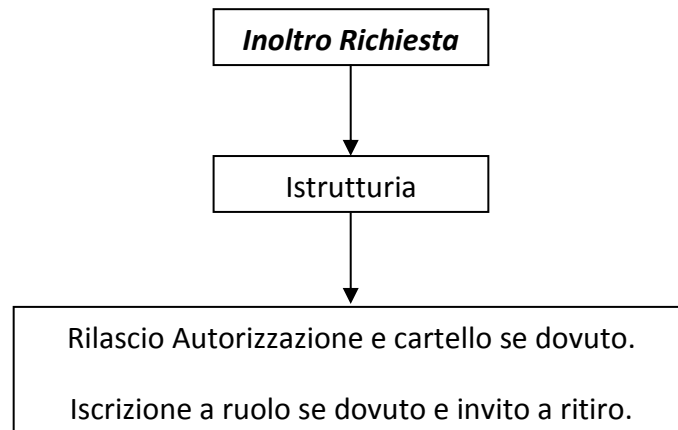 Inoltro Richiesta
Istrutturia
Rilascio Autorizzazione e cartello se dovuto.
Iscrizione a ruolo se dovuto e invito a ritiro.